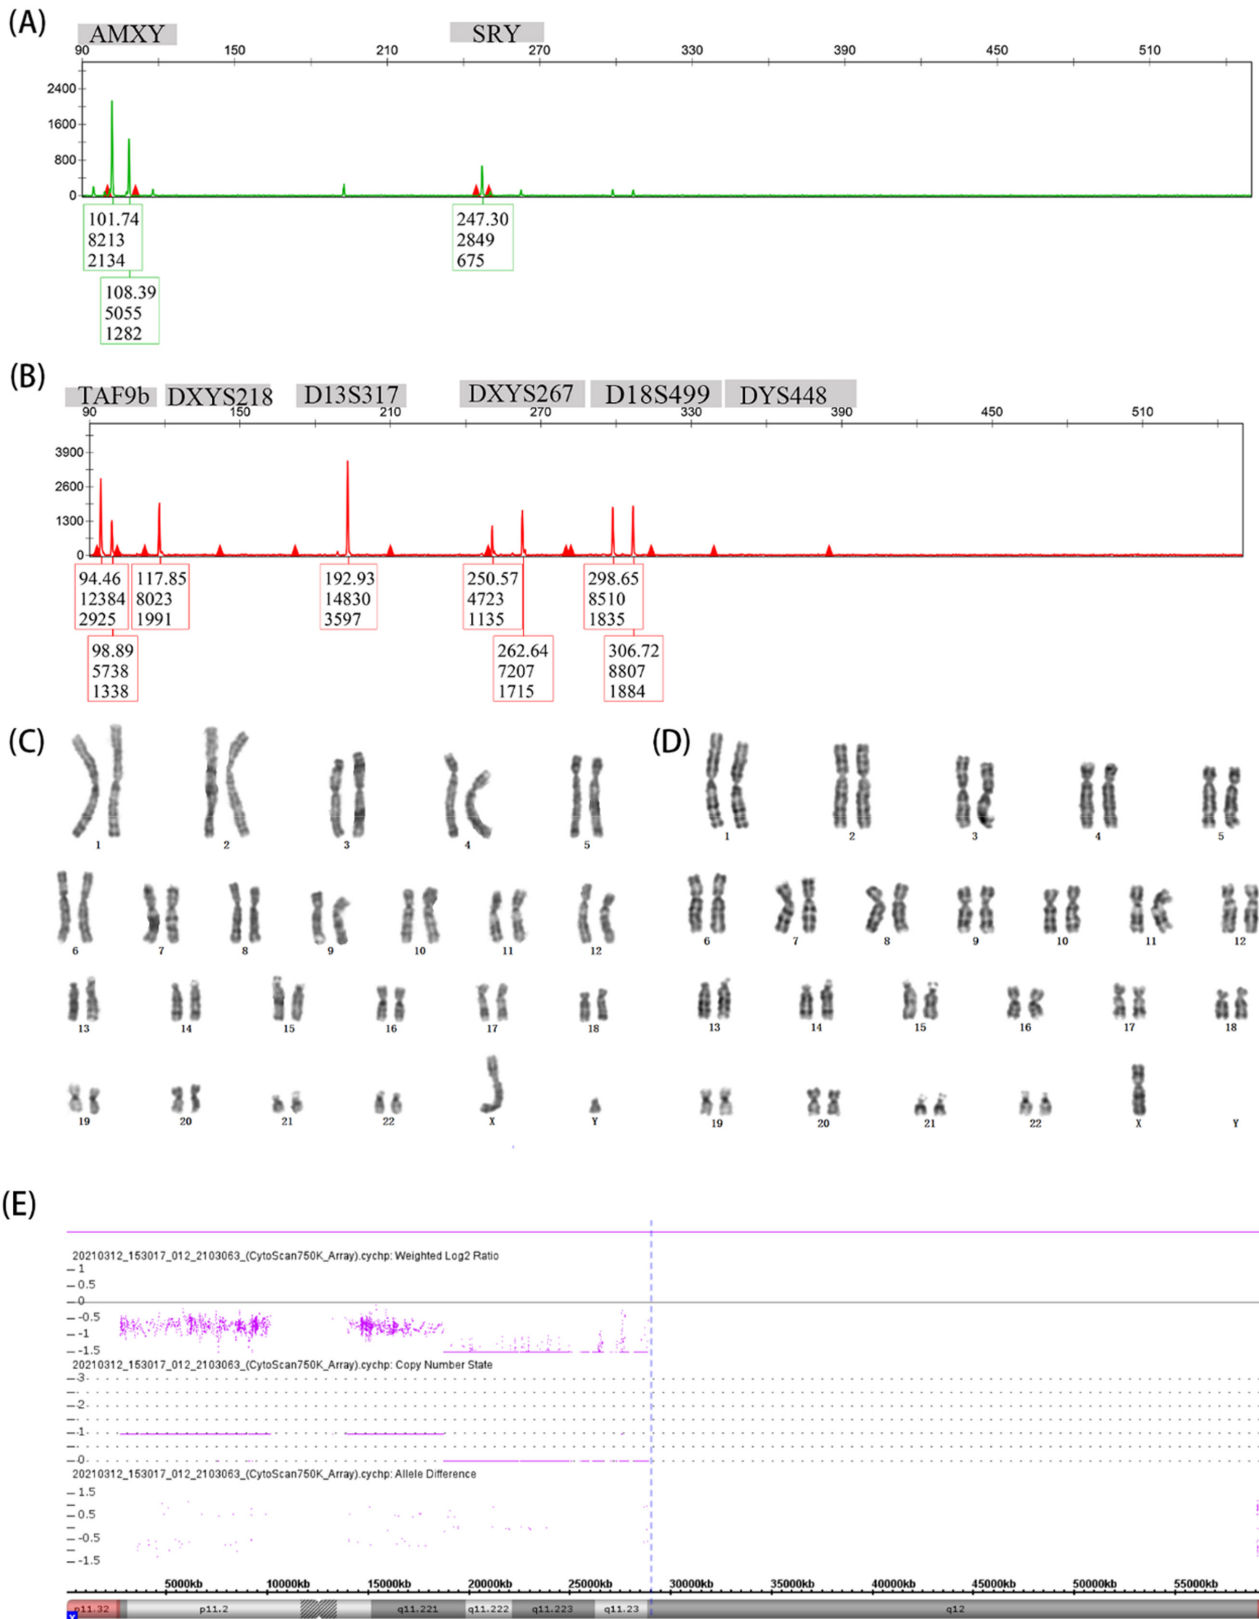 (A)
AMXY SRY
90 150 210 270 330 390 450 510
2400
1600
800
0
101.74
8213
2134
247.30
2849
675
108.39
5055
1282
(B)
TAF9b DXYS218 D13S317 DXYS267 D18S499 DYS448
90 150 210 270 330 390 450 510
3900
2600
1300
0
94.46
12384
2925
117.85
8023
1991
192.93
14830
3597
250.57
4723
1135
298.65
8510
1835
98.89
5738
1338
262.64
7207
1715
306.72
8807
1884
(C)
1 2 3 4 5
6 7 8 9 10 11 12
13 14 15 16 17 18
19 20 21 22 X Y
(D)
1 2 3 4 5
6 7 8 9 10 11 12
13 14 15 16 17 18
19 20 21 22 X Y
(E)
20210312_153017_012_2103063_(CytoScan750K_Array).cychp: Weighted Log2 Ratio
1
0.5
0
-0.5
-1
-1.5
20210312_153017_012_2103063_(CytoScan750K_Array).cychp: Copy Number State
3
2
1
0
20210312_153017_012_2103063_(CytoScan750K_Array).cychp: Allele Difference
1.5
0.5
-0.5
-1.5
5000kb 10000kb 15000kb 20000kb 25000kb 30000kb 35000kb 40000kb 45000kb 50000kb 55000kb
p11.32 p11.2 q11.221 q11.222 q11.223 q11.23 q12
Y